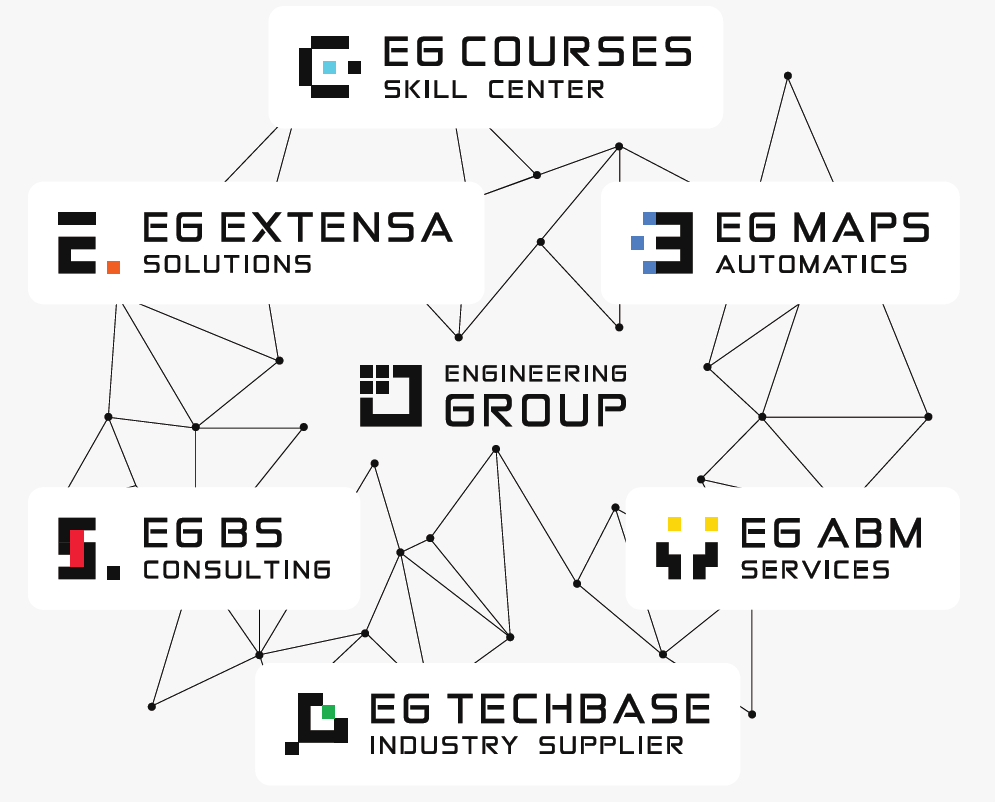 EG COURSES
SKILL CENTER
EG EXTENSA
SOLUTIONS
EG MAPS
AUTOMATICS
ENGINEERING
GROUP
EG BS
CONSULTING
EG ABM
SERVICES
EG TECHBASE
INDUSTRY SUPPLIER